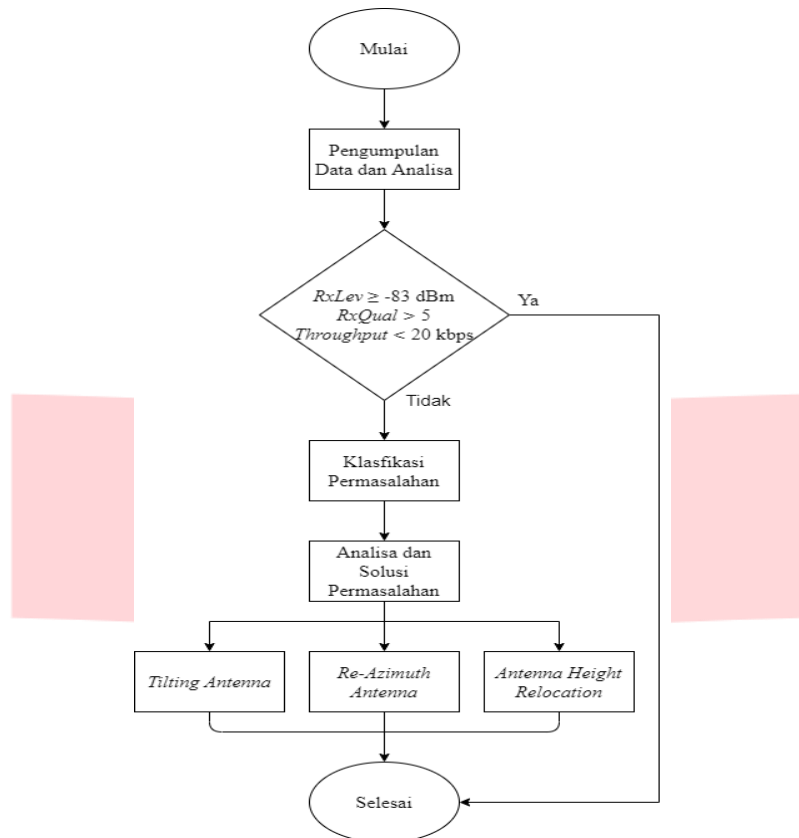 Mulai
Pengumpulan
Data dan Analisa
RxLev ≥ -83 dBm
RxQual > 5
Throughput < 20 kbps
Ya
Tidak
Klasfikasi
Permasalahan
Analisa dan
Solusi
Permasalahan
Tilting Antenna
Re-Azimuth
Antenna
Antenna Height
Relocation
Selesai